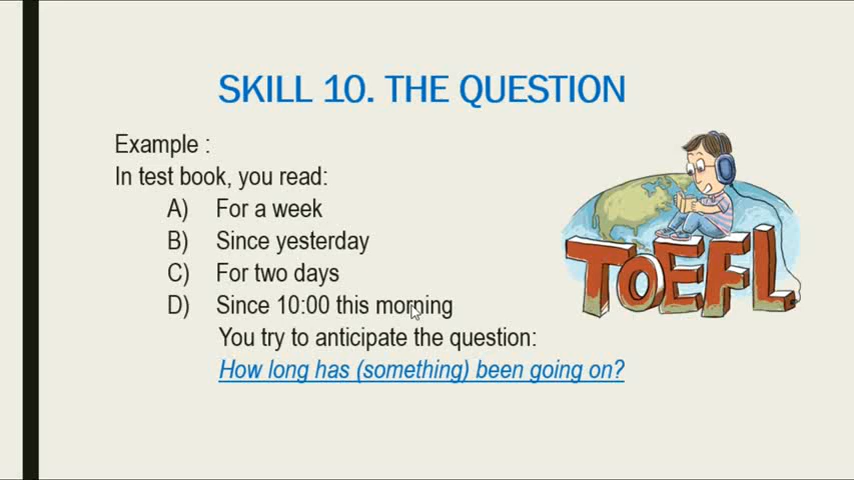 SKILL 10. THE QUESTION
Example :
In test book, you read:
A) For a week
B) Since yesterday
C) For two days
D) Since 10:00 this morning
You try to anticipate the question:
How long has (something) been going on?
TOEFL